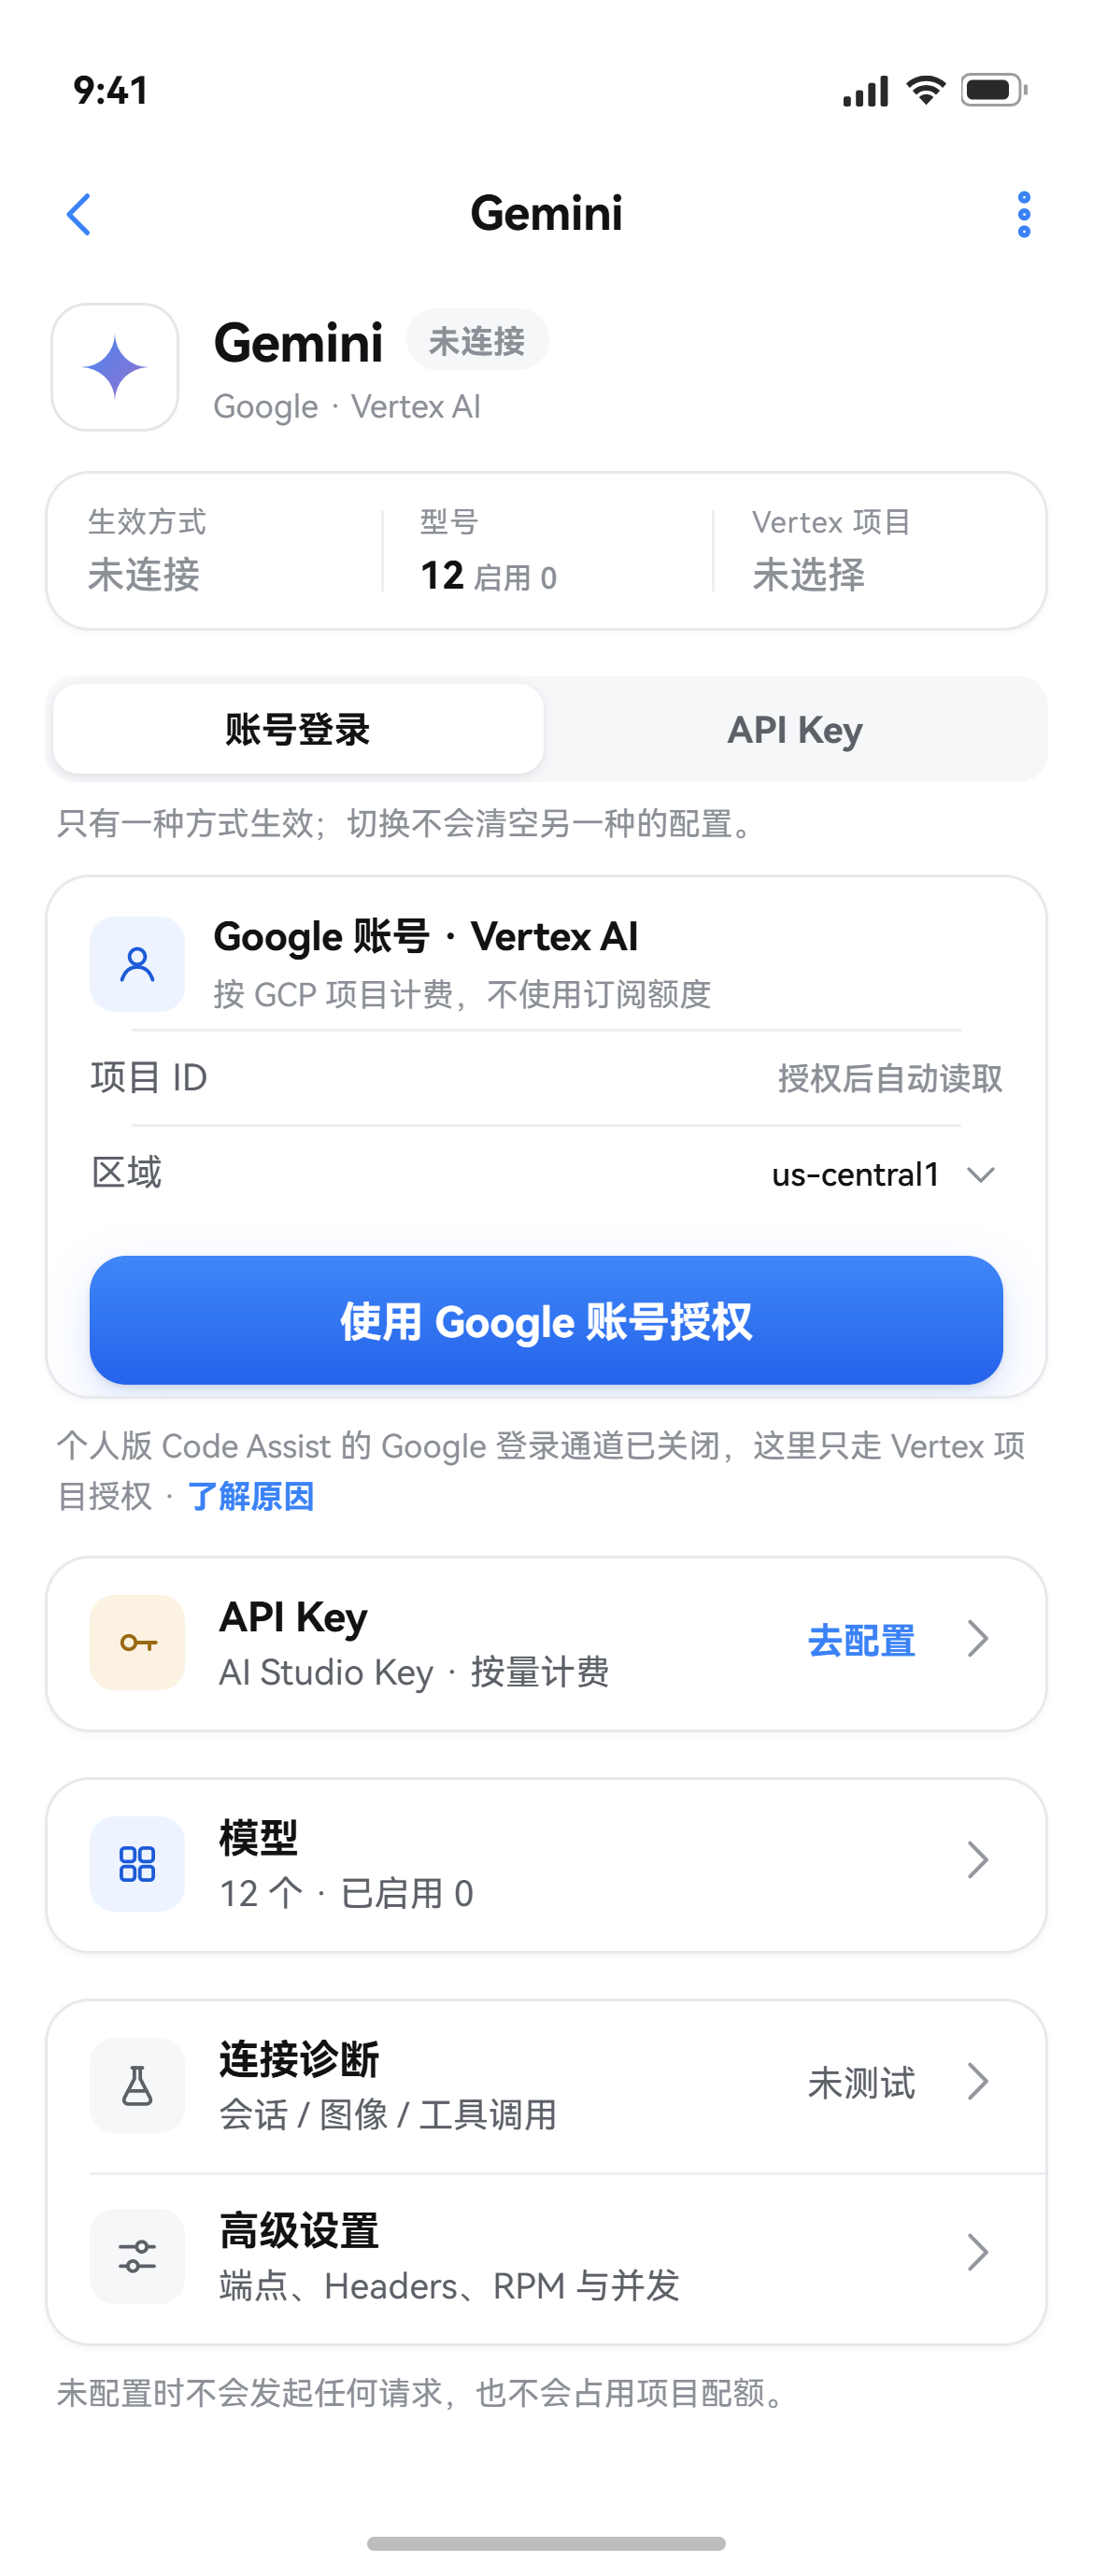 9:41
Gemini
Gemini 未连接
Google · Vertex AI
生效方式 型号 Vertex 项目
未连接 12 启用 0 未选择
账号登录 API Key
只有一种方式生效；切换不会清空另一种的配置。
Google 账号 · Vertex AI
按 GCP 项目计费，不使用订阅额度
项目 ID 授权后自动读取
区域 us-central1
使用 Google 账号授权
个人版 Code Assist 的 Google 登录通道已关闭，这里只走 Vertex 项
目授权 · 了解原因
API Key
AI Studio Key · 按量计费
去配置
模型
12 个 · 已启用 0
连接诊断
会话 / 图像 / 工具调用
未测试
高级设置
端点、Headers、RPM 与并发
未配置时不会发起任何请求，也不会占用项目配额。